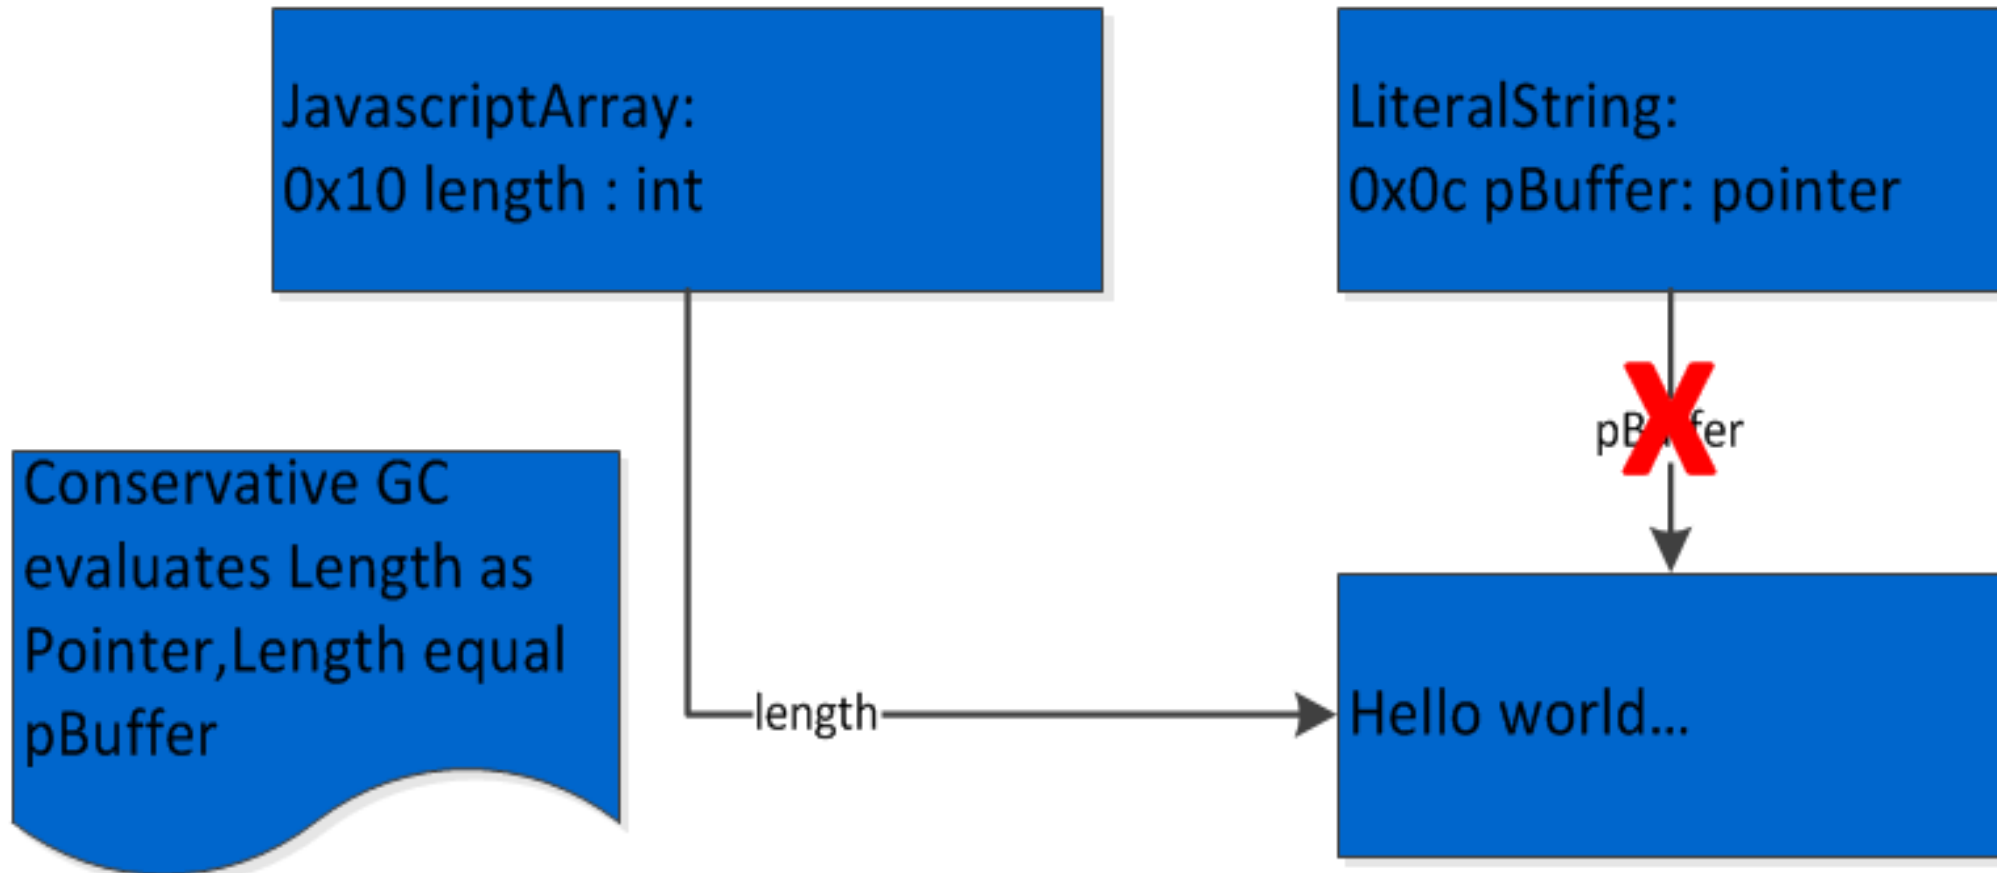 JavascriptArray:
0x10 length : int
LiteralString:
0x0c pBuffer: pointer
pBuffer
Conservative GC
evaluates Length as
Pointer,Length equal
pBuffer
length
Hello world...